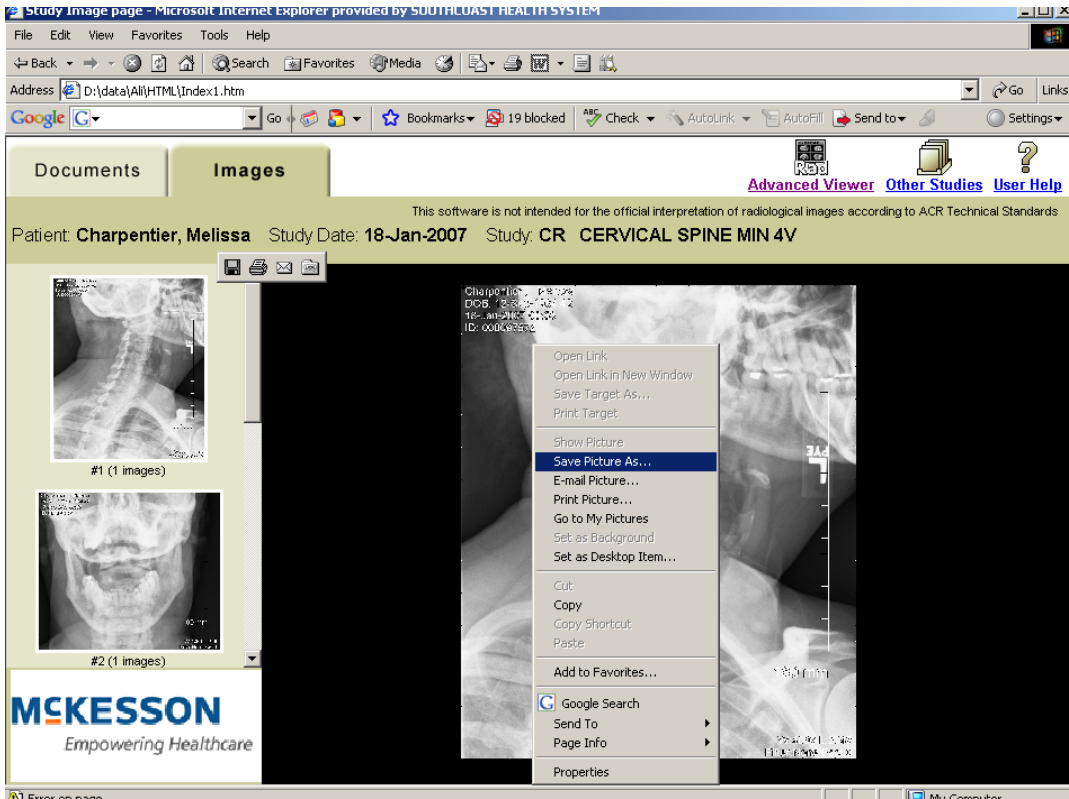 Study Image page - Microsoft Internet Explorer provided by SOUTHCOAST HEALTH SYSTEM
File Edit View Favorites Tools Help
Back Search Favorites Media
Address D:\data\Ali\HTML\Index1.htm Go Links
Google G Go Bookmarks 19 blocked ABC Check AutoLink AutoFill Send to Settings
Documents Images
Rad
Advanced Viewer Other Studies User Help
This software is not intended for the official interpretation of radiological images according to ACR Technical Standards
Patient: Charpentier, Melissa Study Date: 18-Jan-2007 Study: CR CERVICAL SPINE MIN 4V
#1 (1 images)
#2 (1 images)
MCKESSON
Empowering Healthcare
DOB:
ID:
L
Open Link
Open Link in New Window
Save Target As...
Print Target
Show Picture
Save Picture As...
E-mail Picture...
Print Picture...
Go to My Pictures
Set as Background
Set as Desktop Item...
Cut
Copy
Copy Shortcut
Paste
Add to Favorites...
G Google Search
Send To
Page Info
Properties
Error on page. My Computer